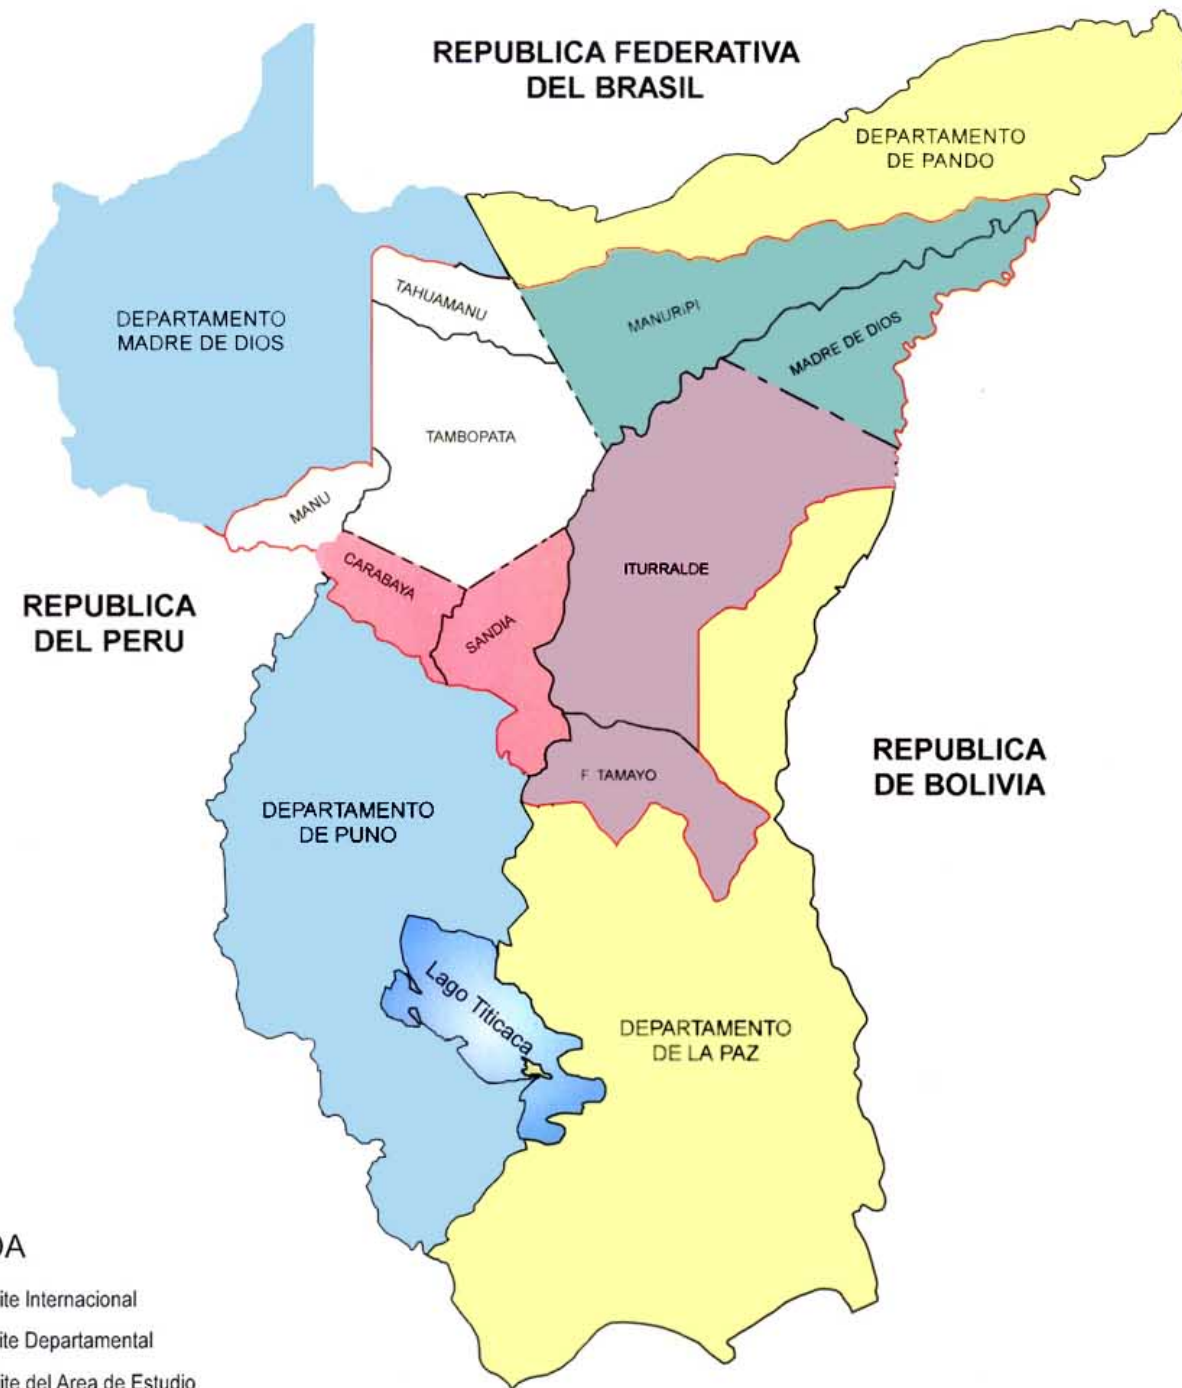 REPUBLICA FEDERATIVA
DEL BRASIL
DEPARTAMENTO
DE PANDO
TAHUAMANU
DEPARTAMENTO
MADRE DE DIOS
MANURiPI
MADRE DE DIOS
TAMBOPATA
MANU
CARABAYA
ITURRALDE
REPUBLICA
DEL PERU
SANDIA
REPUBLICA
DE BOLIVIA
F. TAMAYO
DEPARTAMENTO
DE PUNO
Lago Titicaca
DEPARTAMENTO
DE LA PAZ
DA
ite Internacional
ite Departamental
ite del Area de Estudio